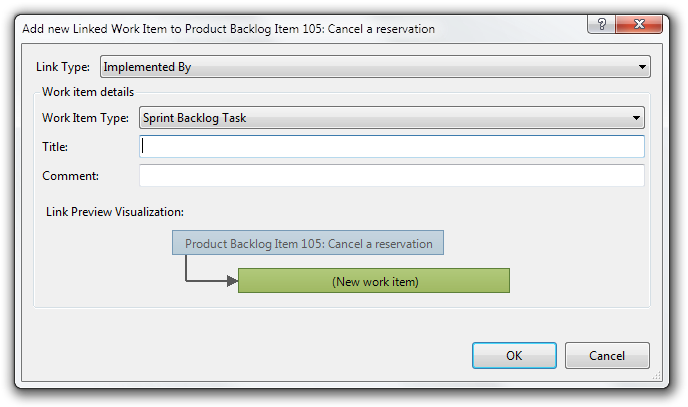 Add new Linked Work Item to Product Backlog Item 105: Cancel a reservation
?
Link Type: Implemented By
Work item details
Work Item Type: Sprint Backlog Task
Title:
Comment:
Link Preview Visualization:
Product Backlog Item 105: Cancel a reservation
(New work item)
OK Cancel